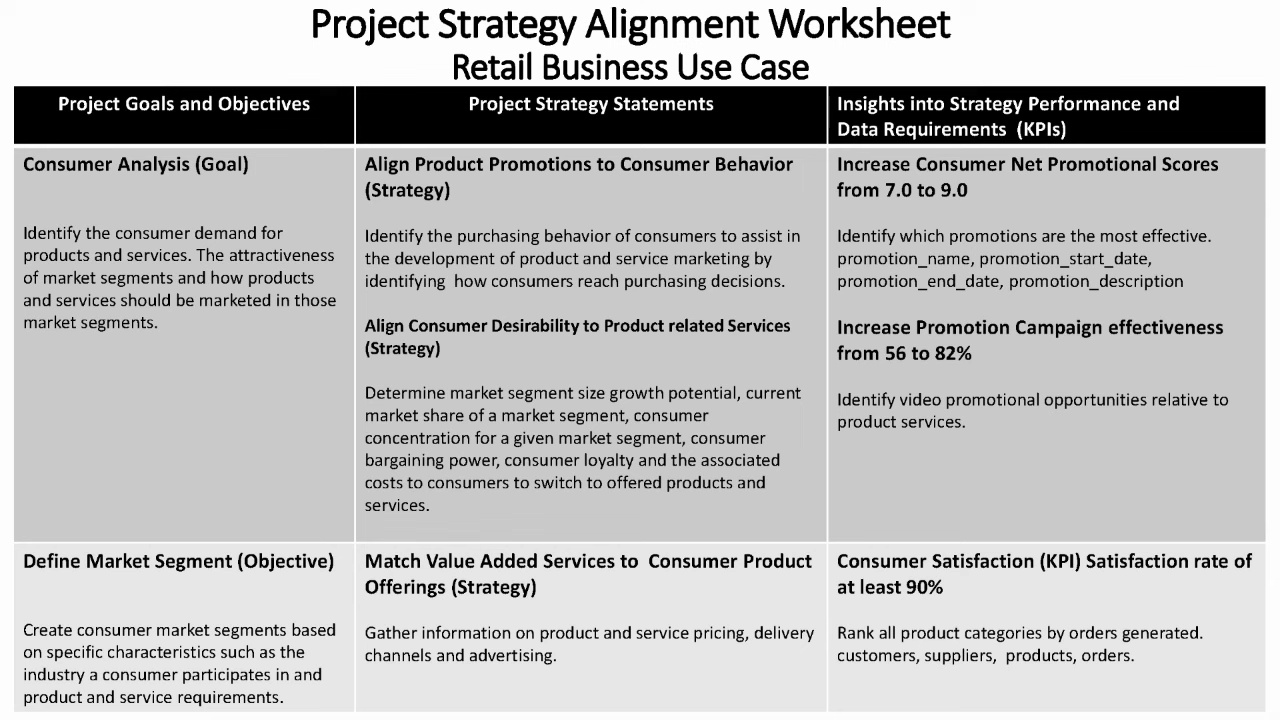 Project Strategy Alignment Worksheet
Retail Business Use Case
Project Goals and Objectives
Project Strategy Statements
Insights into Strategy Performance and
Data Requirements (KPIs)
Consumer Analysis (Goal)
Identify the consumer demand for
products and services. The attractiveness
of market segments and how products
and services should be marketed in those
market segments.
Align Product Promotions to Consumer Behavior
(Strategy)
Identify the purchasing behavior of consumers to assist in
the development of product and service marketing by
identifying how consumers reach purchasing decisions.
Align Consumer Desirability to Product related Services
(Strategy)
Determine market segment size growth potential, current
market share of a market segment, consumer
concentration for a given market segment, consumer
bargaining power, consumer loyalty and the associated
costs to consumers to switch to offered products and
services.
Increase Consumer Net Promotional Scores
from 7.0 to 9.0
Identify which promotions are the most effective.
promotion_name, promotion_start_date,
promotion_end_date, promotion_description
Increase Promotion Campaign effectiveness
from 56 to 82%
Identify video promotional opportunities relative to
product services.
Define Market Segment (Objective)
Create consumer market segments based
on specific characteristics such as the
industry a consumer participates in and
product and service requirements.
Match Value Added Services to Consumer Product
Offerings (Strategy)
Gather information on product and service pricing, delivery
channels and advertising.
Consumer Satisfaction (KPI) Satisfaction rate of
at least 90%
Rank all product categories by orders generated.
customers, suppliers, products, orders.